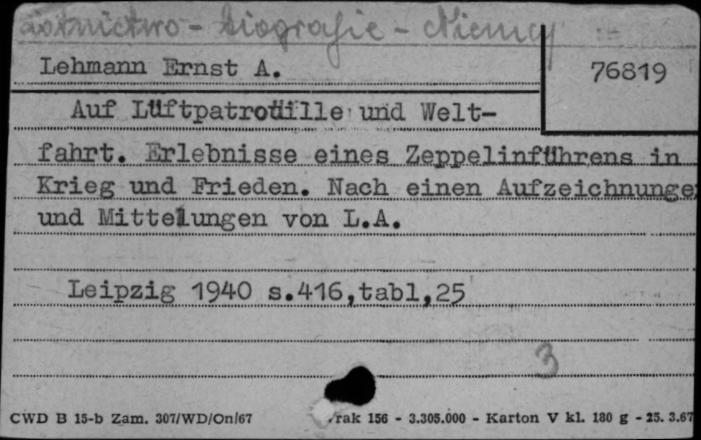 lotnictwo - biografie - Niemcy
Lehmann Ernst A.
76819
Auf Lüftpatroüille und Welt-
fahrt. Erlebnisse eines Zeppelinführens in
Krieg und Frieden. Nach einen Aufzeichnunge
und Mittelungen von L.A.
Leipzig 1940 s.416,tabl,25
3
CWD B 15-b Zam. 307/WD/On/67 rak 156 - 3.305.000 - Karton V kl. 180 g - 25. 3.67